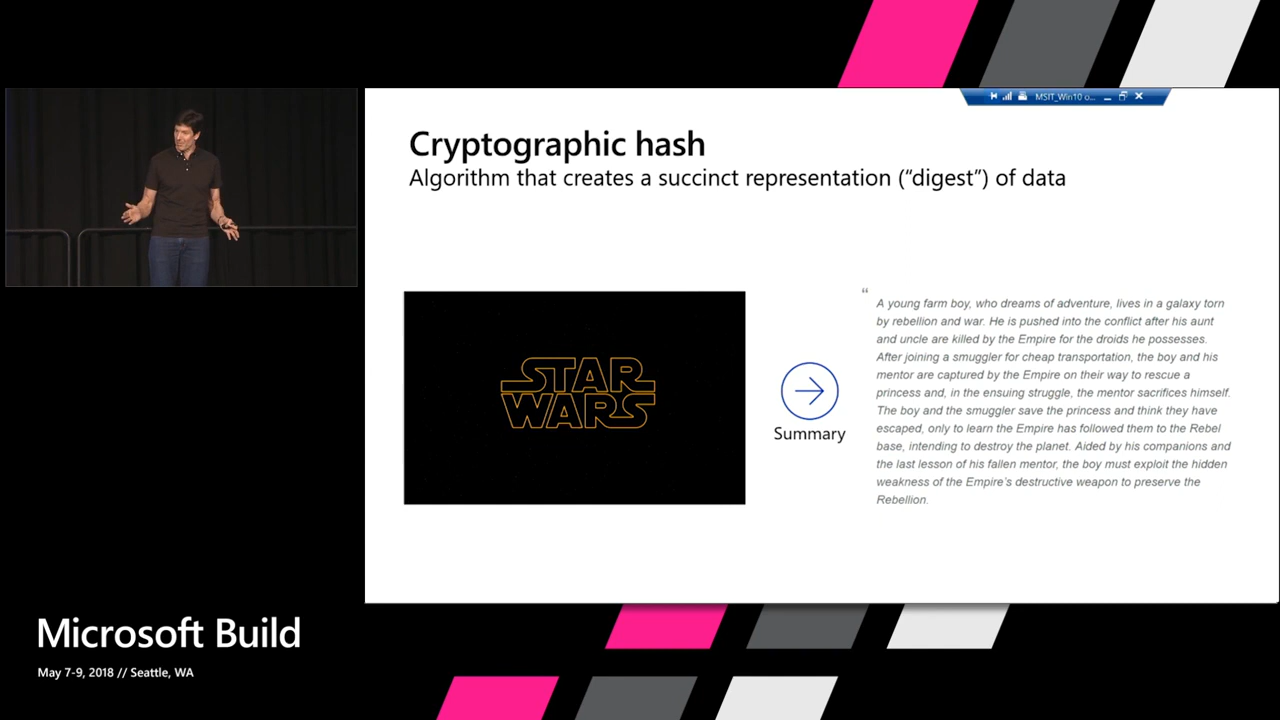 MSIT_Win10 o...
Cryptographic hash
Algorithm that creates a succinct representation (“digest”) of data
STAR
WARS
Summary
“
A young farm boy, who dreams of adventure, lives in a galaxy torn
by rebellion and war. He is pushed into the conflict after his aunt
and uncle are killed by the Empire for the droids he possesses.
After joining a smuggler for cheap transportation, the boy and his
mentor are captured by the Empire on their way to rescue a
princess and, in the ensuing struggle, the mentor sacrifices himself.
The boy and the smuggler save the princess and think they have
escaped, only to learn the Empire has followed them to the Rebel
base, intending to destroy the planet. Aided by his companions and
the last lesson of his fallen mentor, the boy must exploit the hidden
weakness of the Empire’s destructive weapon to preserve the
Rebellion.
Microsoft Build
May 7-9, 2018 // Seattle, WA